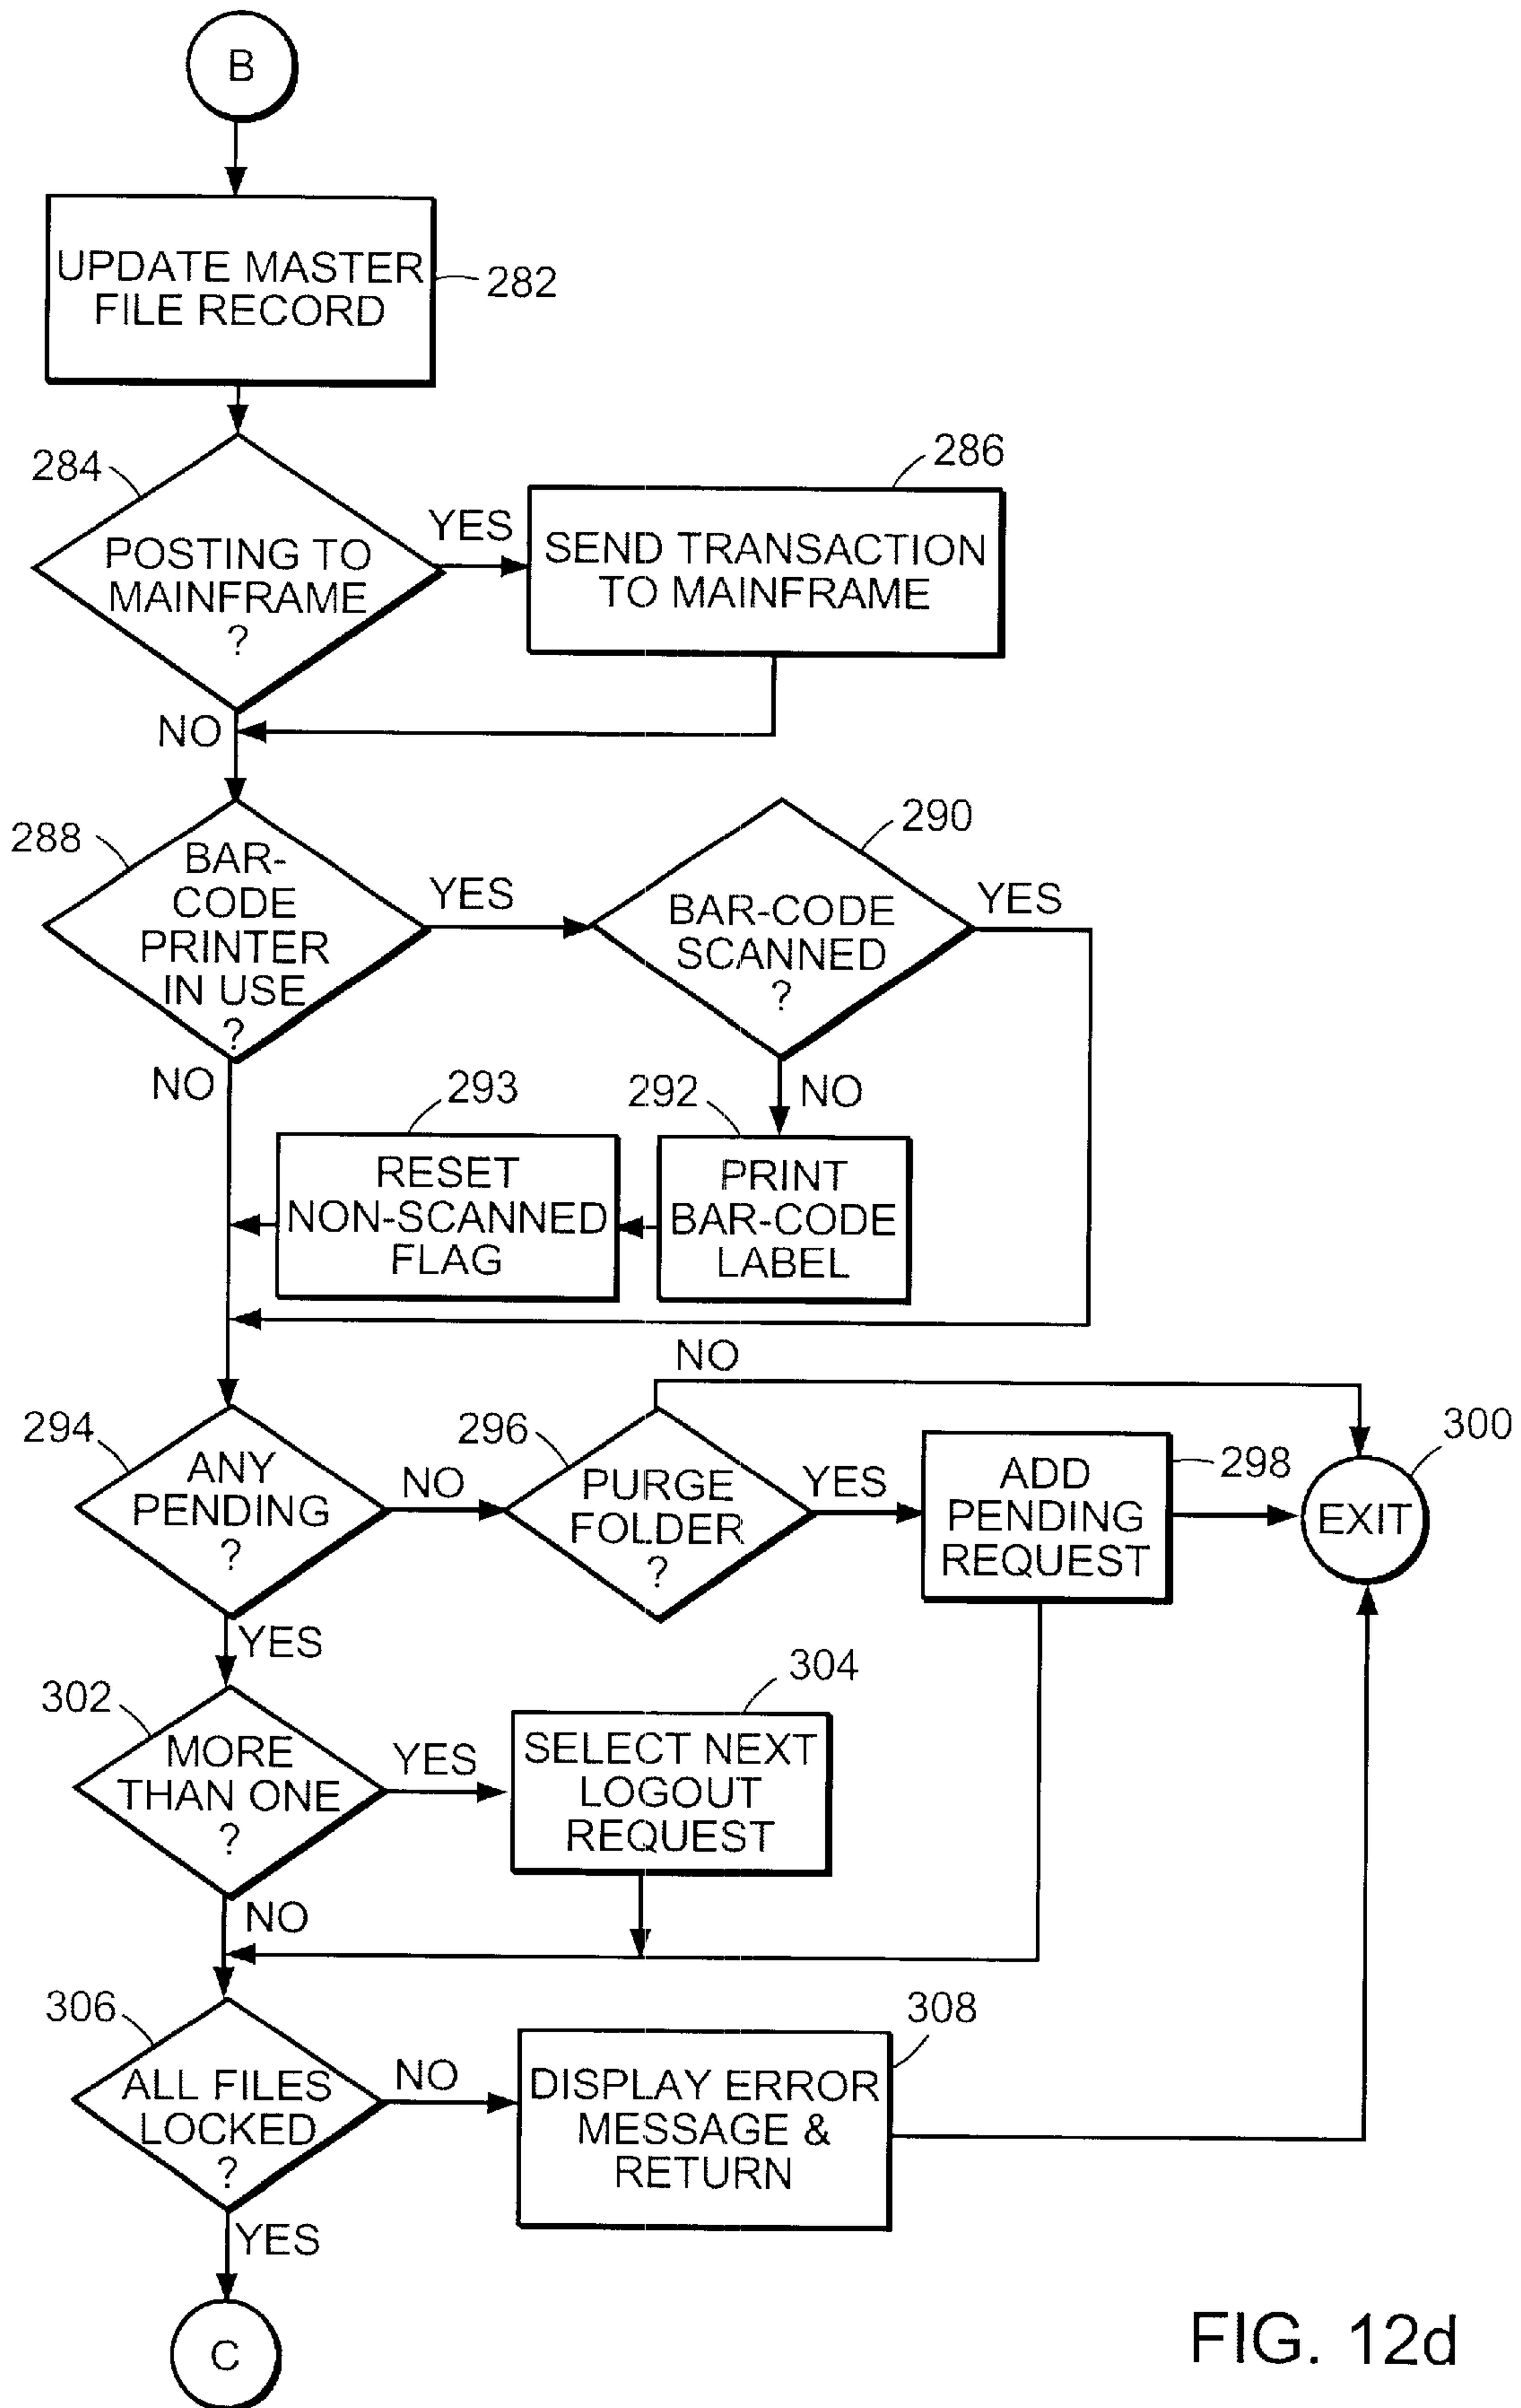 B
UPDATE MASTER
FILE RECORD
282
284
POSTING TO
MAINFRAME
?
YES
286
SEND TRANSACTION
TO MAINFRAME
NO
288
BAR-
CODE
PRINTER
IN USE
?
YES
290
BAR-CODE
SCANNED
?
YES
NO
NO
293
RESET
NON-SCANNED
FLAG
292
PRINT
BAR-CODE
LABEL
NO
294
ANY
PENDING
?
NO
296
PURGE
FOLDER
?
YES
ADD
PENDING
REQUEST
298
300
EXIT
YES
302
MORE
THAN ONE
?
YES
304
SELECT NEXT
LOGOUT
REQUEST
NO
306
ALL FILES
LOCKED
?
NO
308
DISPLAY ERROR
MESSAGE &
RETURN
YES
C
FIG. 12d